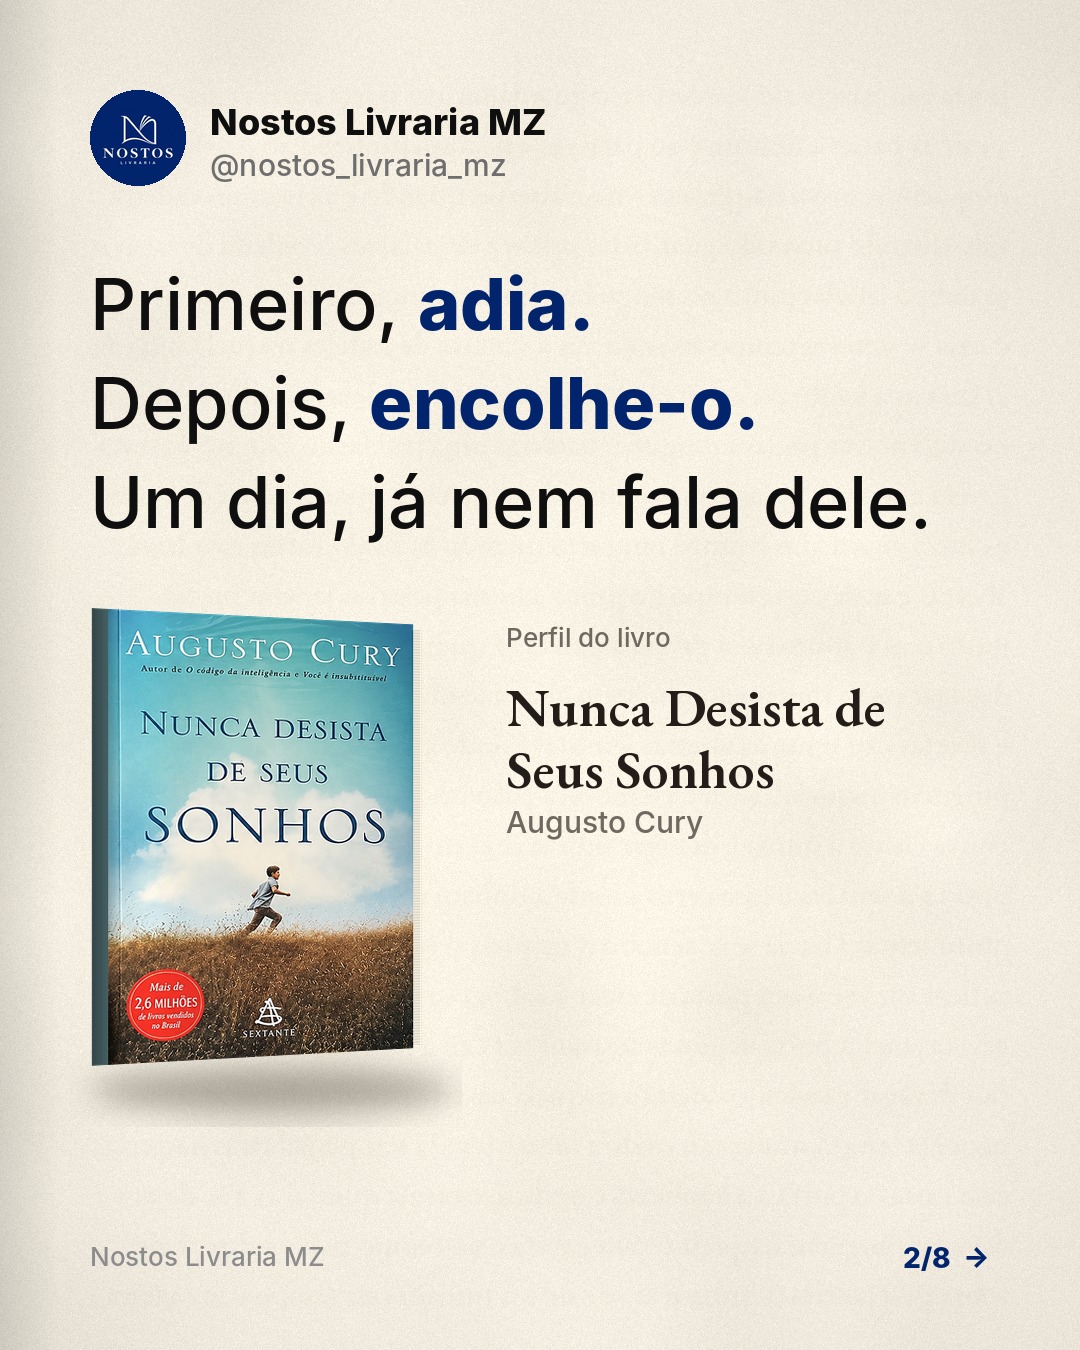 NOSTOS
LIVRARIA
Nostos Livraria MZ
@nostos_livraria_mz
Primeiro, adia.
Depois, encolhe-o.
Um dia, já nem fala dele.
AUGUSTO CURY
Autor de O código da inteligência e Você é insubstituível
NUNCA DESISTA
DE SEUS
SONHOS
Mais de
2,6 MILHÕES
de livros vendidos
no Brasil
SEXTANTE
Perfil do livro
Nunca Desista de
Seus Sonhos
Augusto Cury
Nostos Livraria MZ
2/8 →